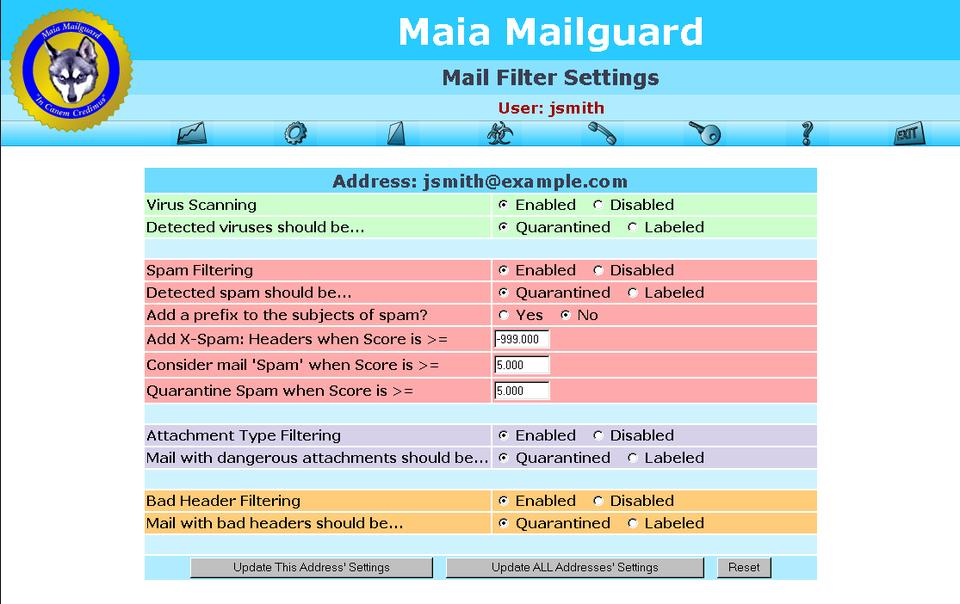 Maia Mailguard
Maia Mailguard
"In Canem Credimus"
Mail Filter Settings
User: jsmith
EXIT
Address: jsmith@example.com
Virus Scanning Enabled Disabled
Detected viruses should be... Quarantined Labeled
Spam Filtering Enabled Disabled
Detected spam should be... Quarantined Labeled
Add a prefix to the subjects of spam? Yes No
Add X-Spam: Headers when Score is >= -999.000
Consider mail 'Spam' when Score is >= 5.000
Quarantine Spam when Score is >= 5.000
Attachment Type Filtering Enabled Disabled
Mail with dangerous attachments should be... Quarantined Labeled
Bad Header Filtering Enabled Disabled
Mail with bad headers should be... Quarantined Labeled
Update This Address' Settings Update ALL Addresses' Settings Reset